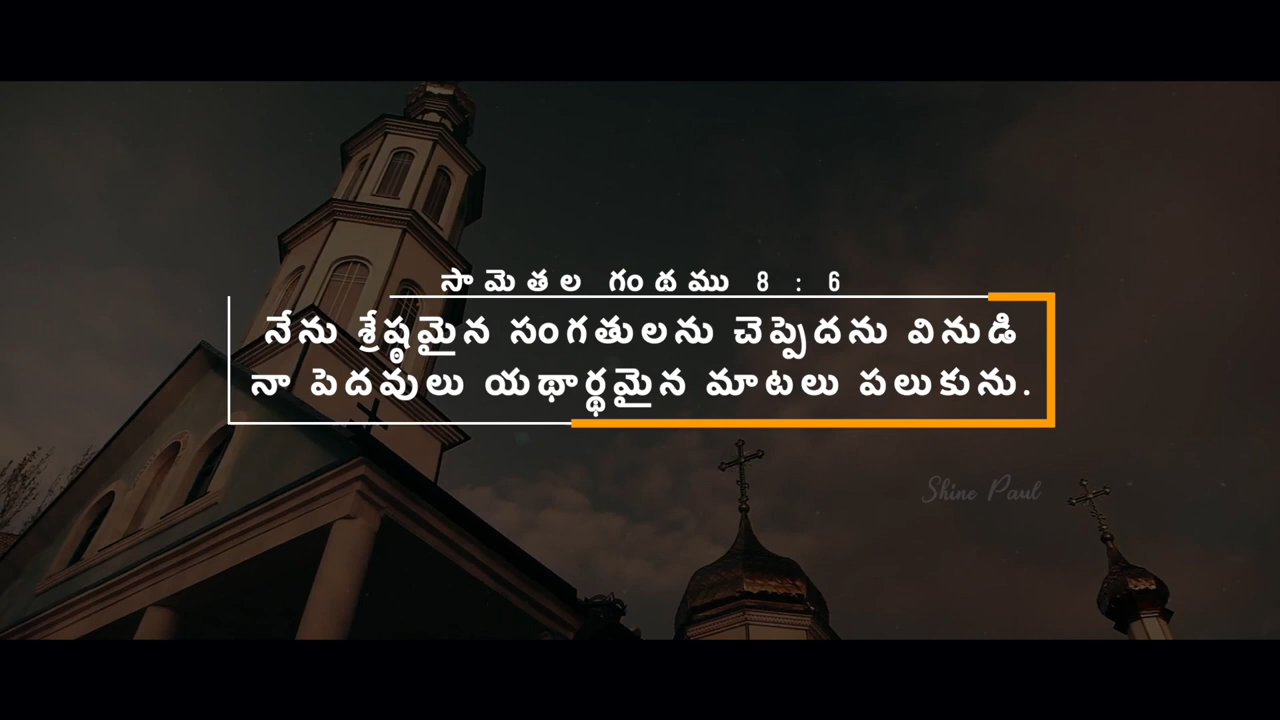 సామెతల గంథము 8 : 6
నేను శ్రేష్ఠమైన సంగతులను చెప్పెదను వినుడి
నా పెదవులు యథార్థమైన మాటలు పలుకును.
Shine Paul